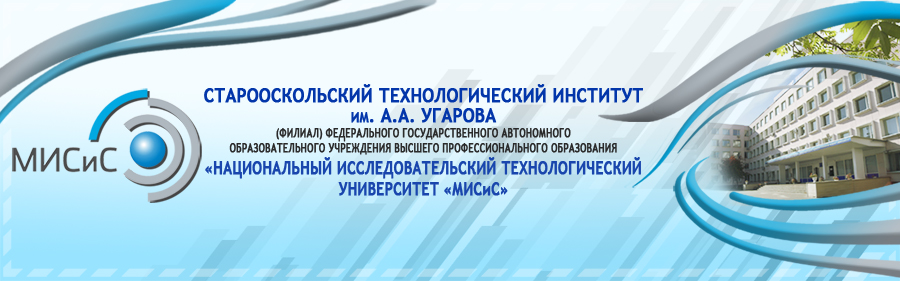 МИСиС
СТАРООСКОЛЬСКИЙ ТЕХНОЛОГИЧЕСКИЙ ИНСТИТУТ
им. А.А. УГАРОВА
(ФИЛИАЛ) ФЕДЕРАЛЬНОГО ГОСУДАРСТВЕННОГО АВТОНОМНОГО
ОБРАЗОВАТЕЛЬНОГО УЧРЕЖДЕНИЯ ВЫСШЕГО ПРОФЕССИОНАЛЬНОГО ОБРАЗОВАНИЯ
«НАЦИОНАЛЬНЫЙ ИССЛЕДОВАТЕЛЬСКИЙ ТЕХНОЛОГИЧЕСКИЙ
УНИВЕРСИТЕТ «МИСиС»